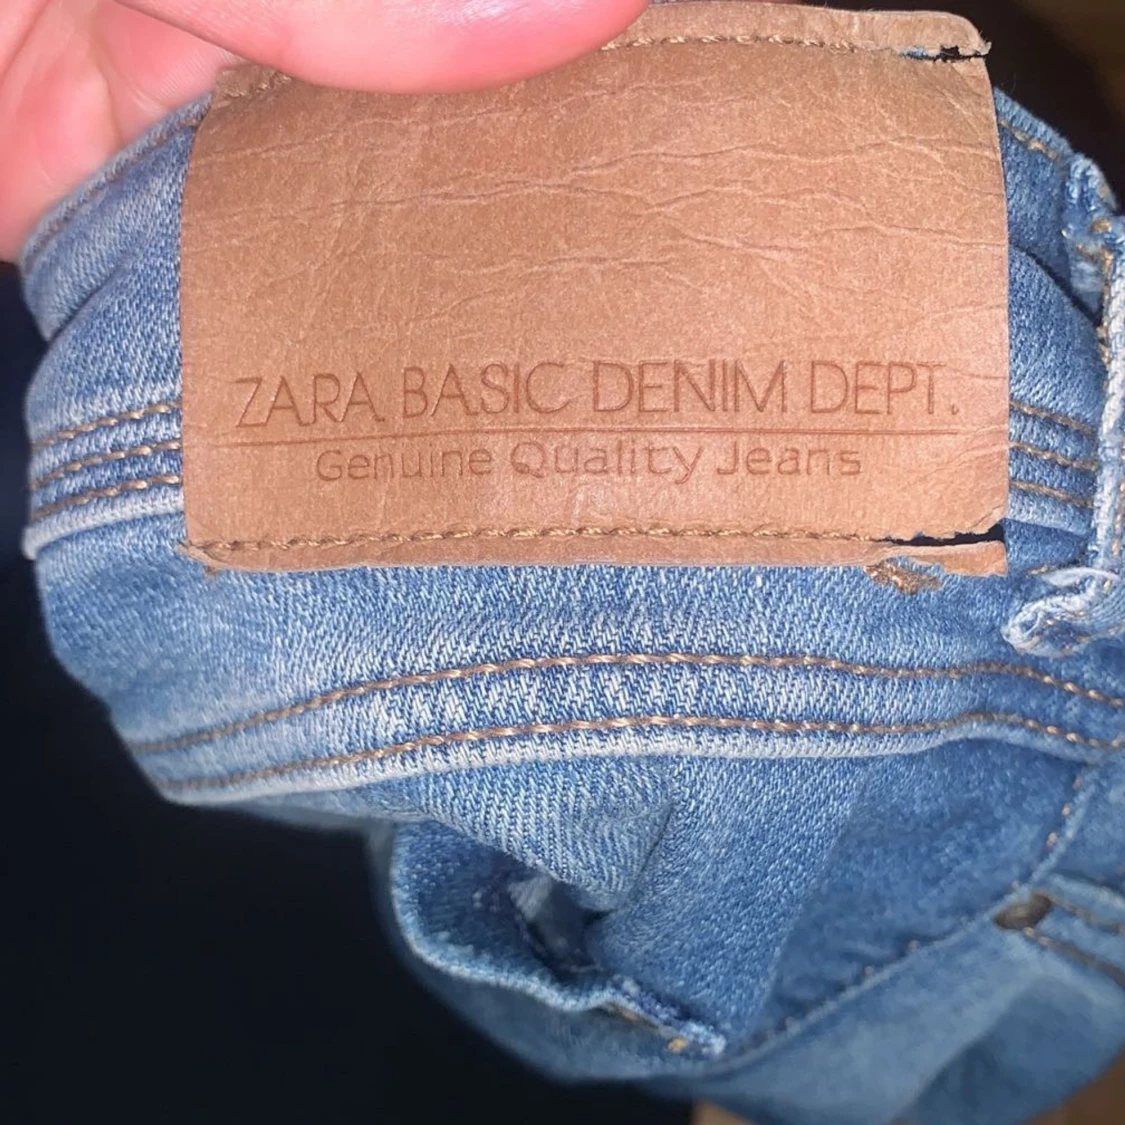 ZARA BASIC DENIM DEPT.
Genuine Quality Jeans